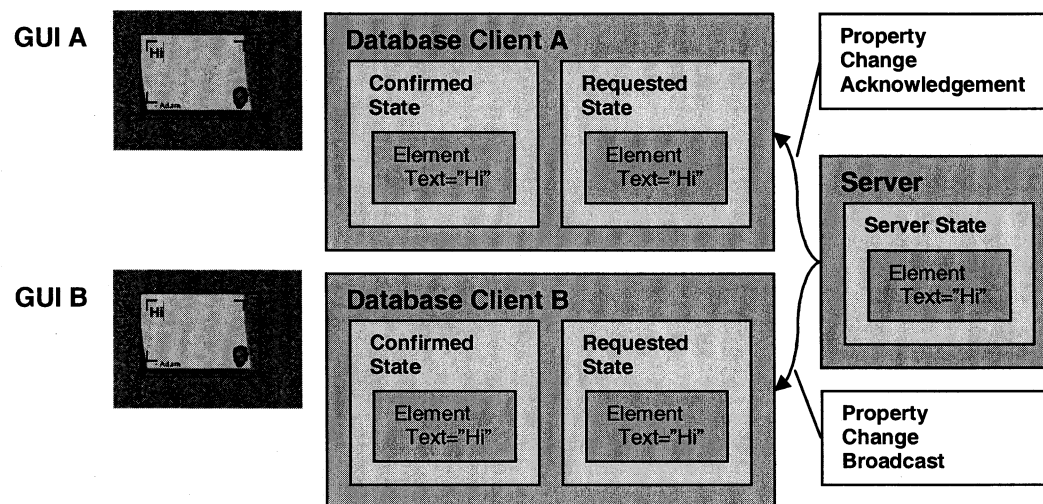 GUI A
Hi
- Adam
Database Client A
Confirmed
State
Element
Text="Hi"
Requested
State
Element
Text="Hi"
Property
Change
Acknowledgement
Server
Server State
Element
Text="Hi"
GUI B
Hi
- Adam
Database Client B
Confirmed
State
Element
Text="Hi"
Requested
State
Element
Text="Hi"
Property
Change
Broadcast